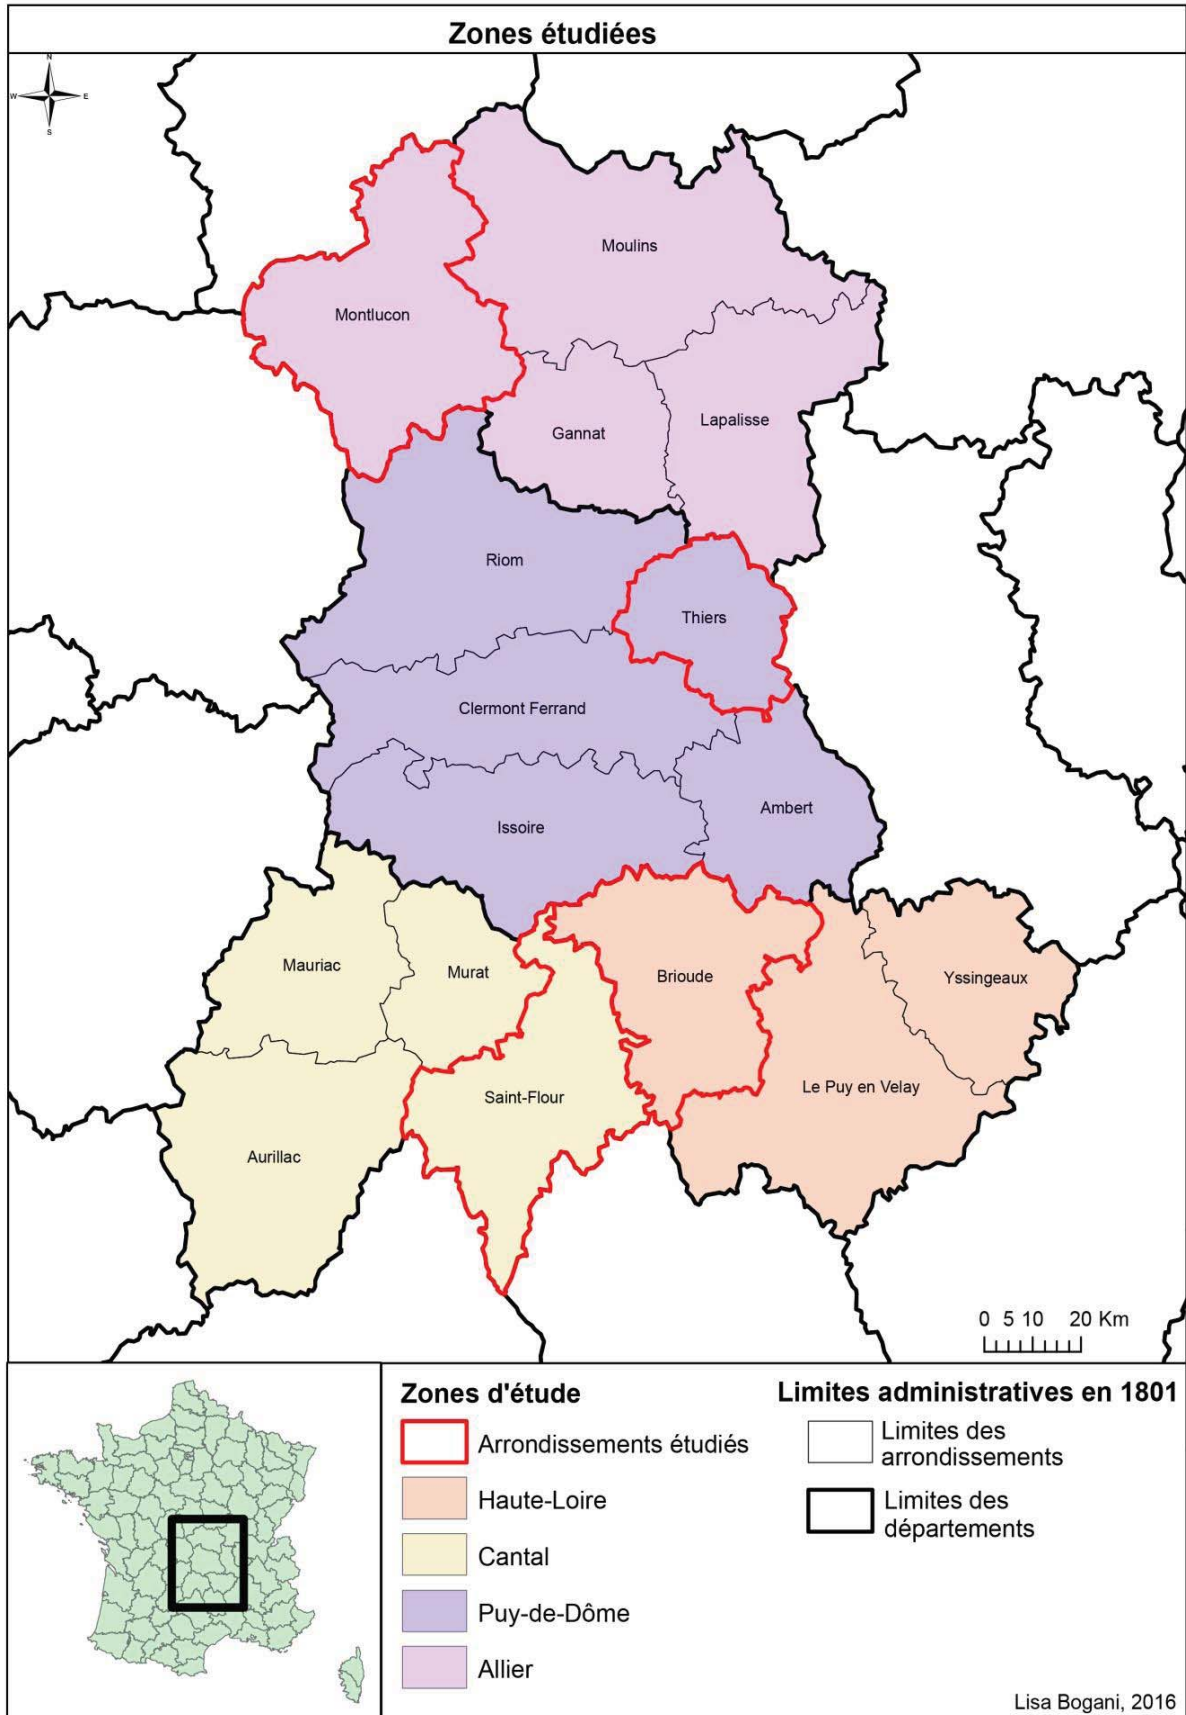 Zones étudiées
N
W E
S
Moulins
Montlucon
Lapalisse
Gannat
Riom
Thiers
Clermont Ferrand
Ambert
Issoire
Mauriac
Murat
Brioude
Yssingeaux
Le Puy en Velay
Saint-Flour
Aurillac
0 5 10 20 Km
Zones d'étude
Arrondissements étudiés
Haute-Loire
Cantal
Puy-de-Dôme
Allier
Limites administratives en 1801
Limites des
arrondissements
Limites des
départements
Lisa Bogani, 2016